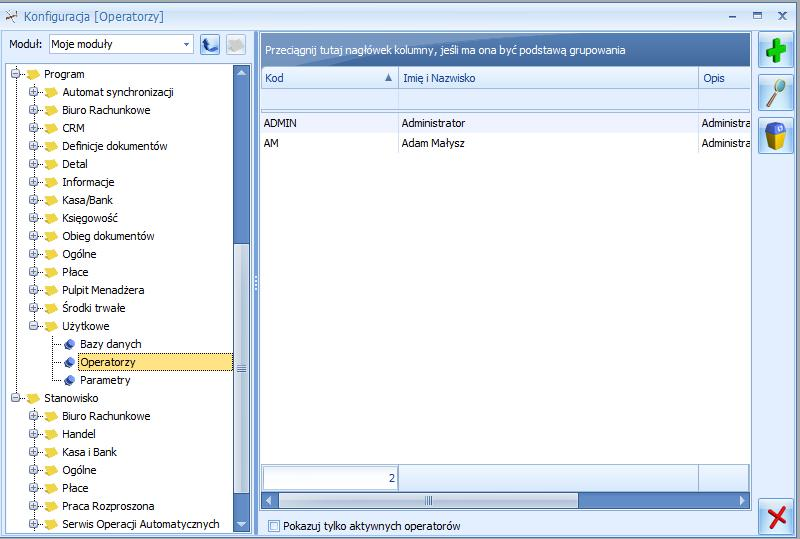 Konfiguracja [Operatorzy]
Moduł: Moje moduły
Program
Automat synchronizacji
Biuro Rachunkowe
CRM
Definicje dokumentów
Detal
Informacje
Kasa/Bank
Księgowość
Obieg dokumentów
Ogólne
Płace
Pulpit Menadżera
Środki trwałe
Użytkowe
Bazy danych
Operatorzy
Parametry
Stanowisko
Biuro Rachunkowe
Handel
Kasa i Bank
Ogólne
Płace
Praca Rozproszona
Serwis Operacji Automatycznych
Przeciągnij tutaj nagłówek kolumny, jeśli ma ona być podstawą grupowania
Kod Imię i Nazwisko Opis
ADMIN Administrator Administra
AM Adam Małysz Administra
2
Pokazuj tylko aktywnych operatorów